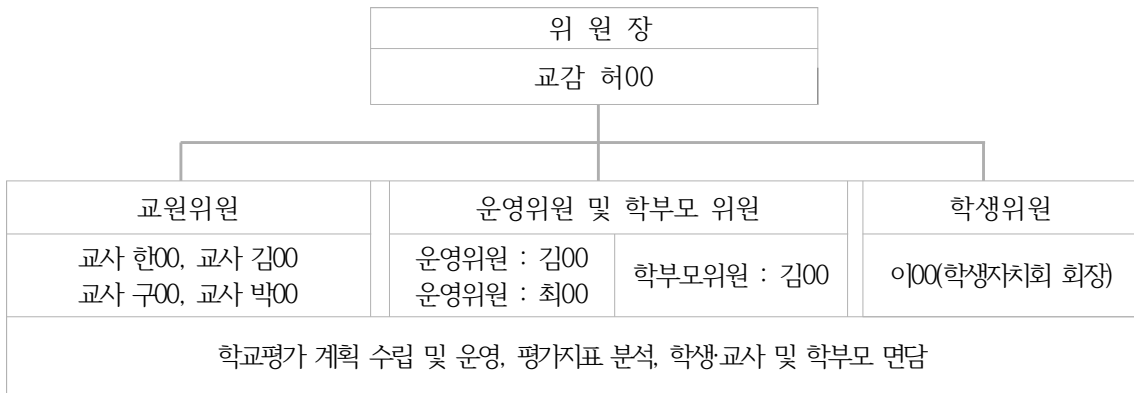 위 원 장
교감 허00
교원위원
운영위원 및 학부모 위원
학생위원
교사 한00, 교사 김00
교사 구00, 교사 박00
운영위원 : 김00
운영위원 : 최00
학부모위원 : 김00
이00(학생자치회 회장)
학교평가 계획 수립 및 운영, 평가지표 분석, 학생·교사 및 학부모 면담